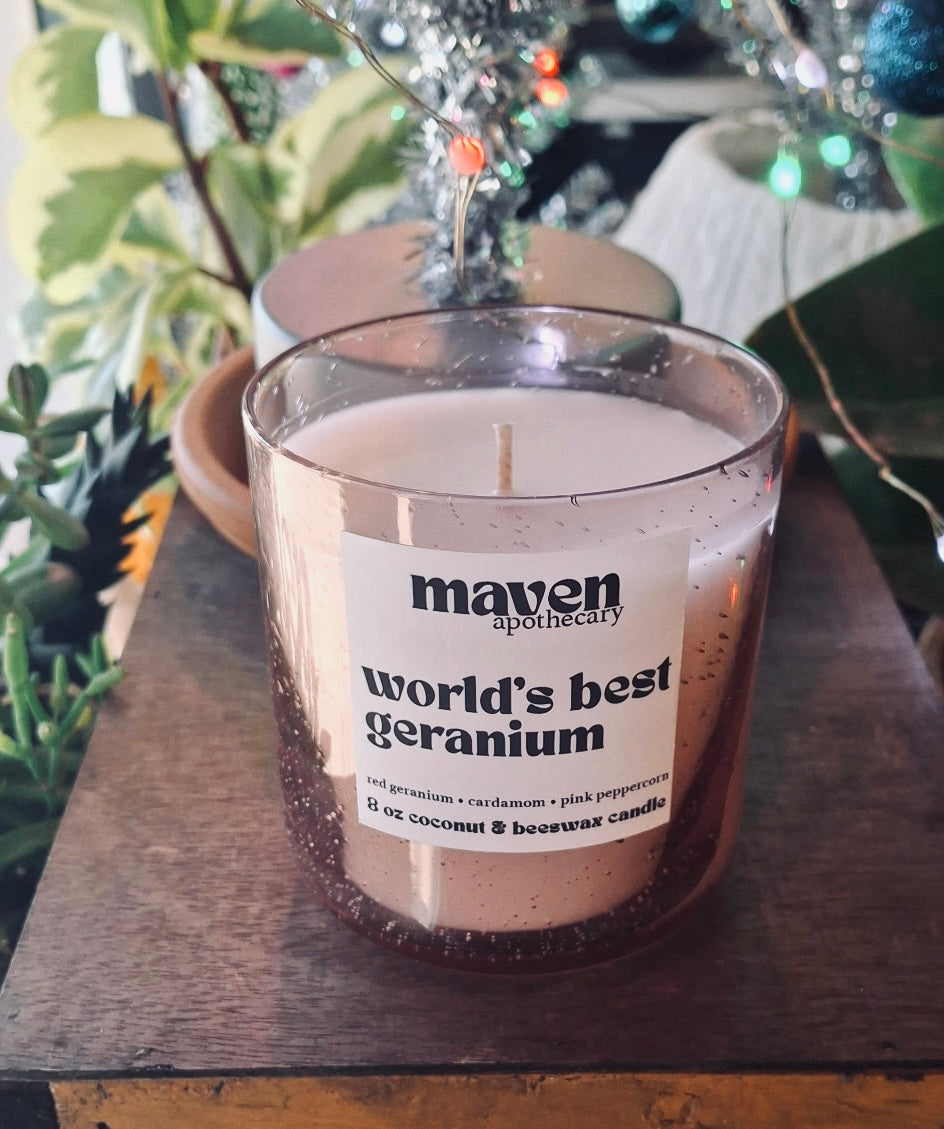 maven
apothecary
world's best
geranium
red geranium • cardamom • pink peppercorn
8 oz coconut & beeswax candle